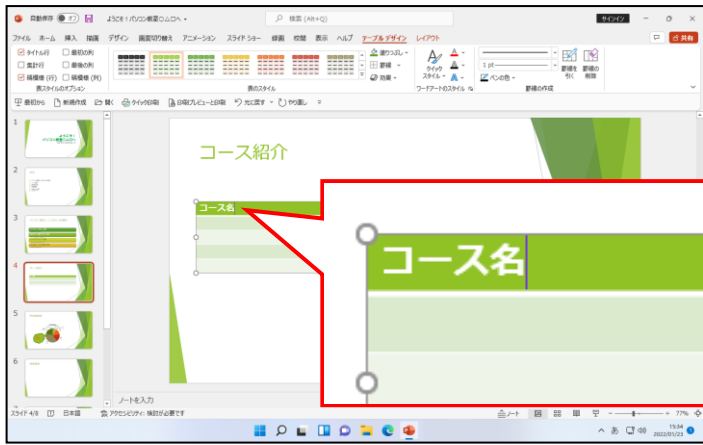 自動保存 オフ ようこそ！パソコン教室○ム○へ 検索 (Alt+Q) サインイン
ファイル ホーム 挿入 描画 デザイン 画面切り替え アニメーション スライド ショー 録画 校閲 表示 ヘルプ テーブル デザイン レイアウト 共有
タイトル行 最初の列
集計行 最後の列
縞模様 (行) 縞模様 (列)
表スタイルのオプション
表のスタイル
塗りつぶし
罫線
効果
クイック
スタイル
ワードアートのスタイル
1 pt
ペンの色
罫線を
引く
罫線の
削除
罫線の作成
最初から 新規作成 開く クイック印刷 印刷プレビューと印刷 元に戻す やり直し
1
2
3
4
5
6
コース紹介
コース名
コース名
ノートを入力
スライド 4/8 日本語 アクセシビリティ: 検討が必要です ノート 77%
あ 15:34
2022/01/23